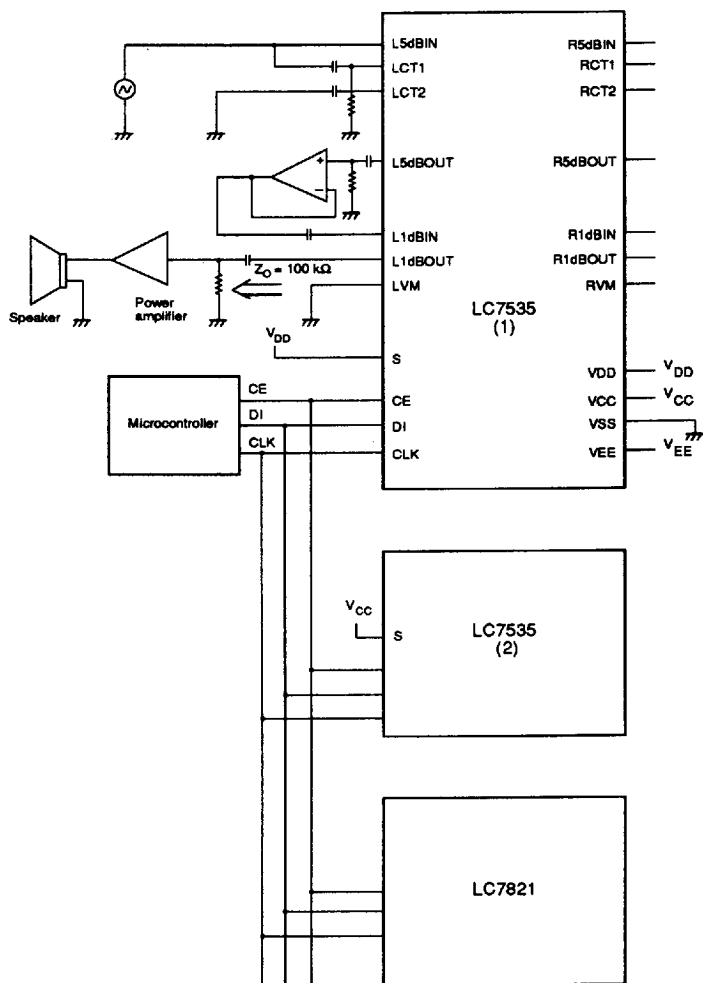 L5dBIN
LCT1
LCT2
L5dBOUT
L1dBIN
L1dBOUT
LVM
S
CE
DI
CLK
R5dBIN
RCT1
RCT2
R5dBOUT
R1dBIN
R1dBOUT
RVM
LC7535
(1)
VDD
VCC
VSS
VEE
VDD
VCC
VEE
+
−
ZO = 100 kΩ
Speaker
Power
amplifier
VDD
Microcontroller
CE
DI
CLK
VCC
S
LC7535
(2)
LC7821